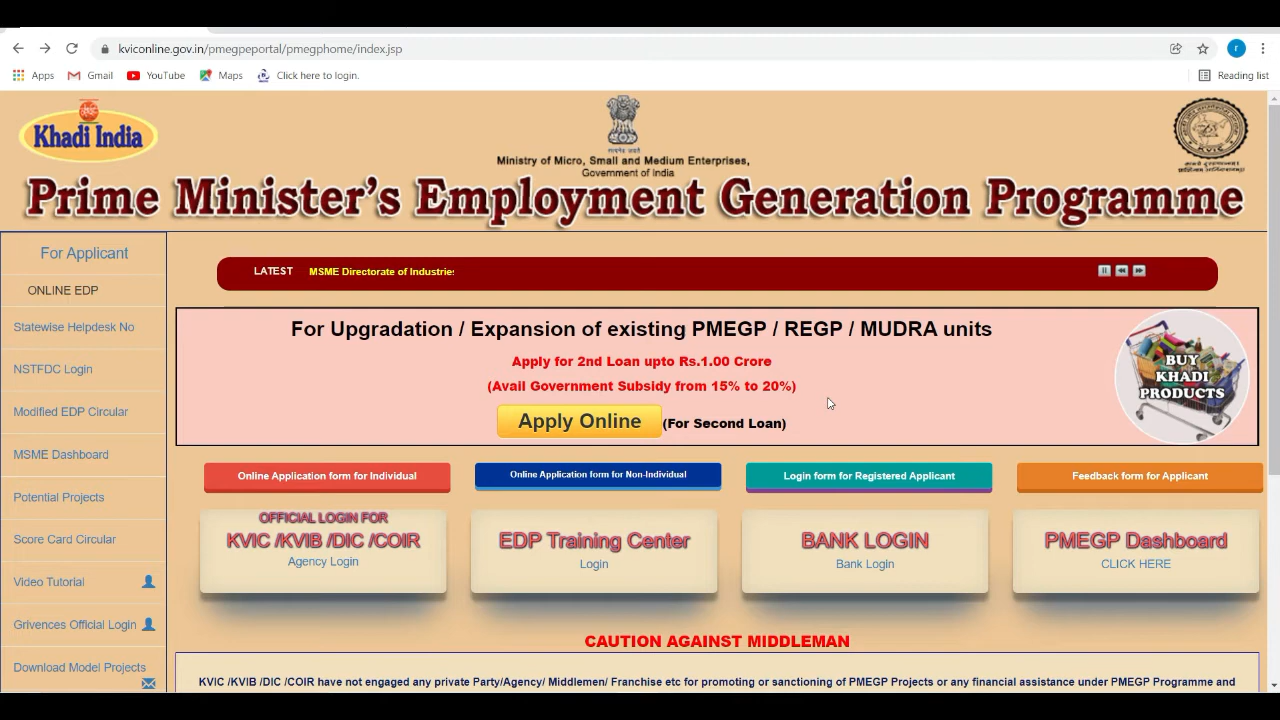 kviconline.gov.in/pmegpeportal/pmegphome/index.jsp
r
Apps
Gmail
YouTube
Maps
Click here to login.
Reading list
Khadi India
सत्यमेव जयते
Ministry of Micro, Small and Medium Enterprises,
Government of India
Prime Minister's Employment Generation Programme
For Applicant
ONLINE EDP
Statewise Helpdesk No
NSTFDC Login
Modified EDP Circular
MSME Dashboard
Potential Projects
Score Card Circular
Video Tutorial
Grivences Official Login
Download Model Projects
LATEST
MSME Directorate of Industries
For Upgradation / Expansion of existing PMEGP / REGP / MUDRA units
Apply for 2nd Loan upto Rs.1.00 Crore
(Avail Government Subsidy from 15% to 20%)
Apply Online (For Second Loan)
BUY
KHADI
PRODUCTS
Online Application form for Individual
Online Application form for Non-Individual
Login form for Registered Applicant
Feedback form for Applicant
OFFICIAL LOGIN FOR
KVIC /KVIB /DIC /COIR
Agency Login
EDP Training Center
Login
BANK LOGIN
Bank Login
PMEGP Dashboard
CLICK HERE
CAUTION AGAINST MIDDLEMAN
KVIC /KVIB /DIC /COIR have not engaged any private Party/Agency/ Middlemen/ Franchise etc for promoting or sanctioning of PMEGP Projects or any financial assistance under PMEGP Programme and